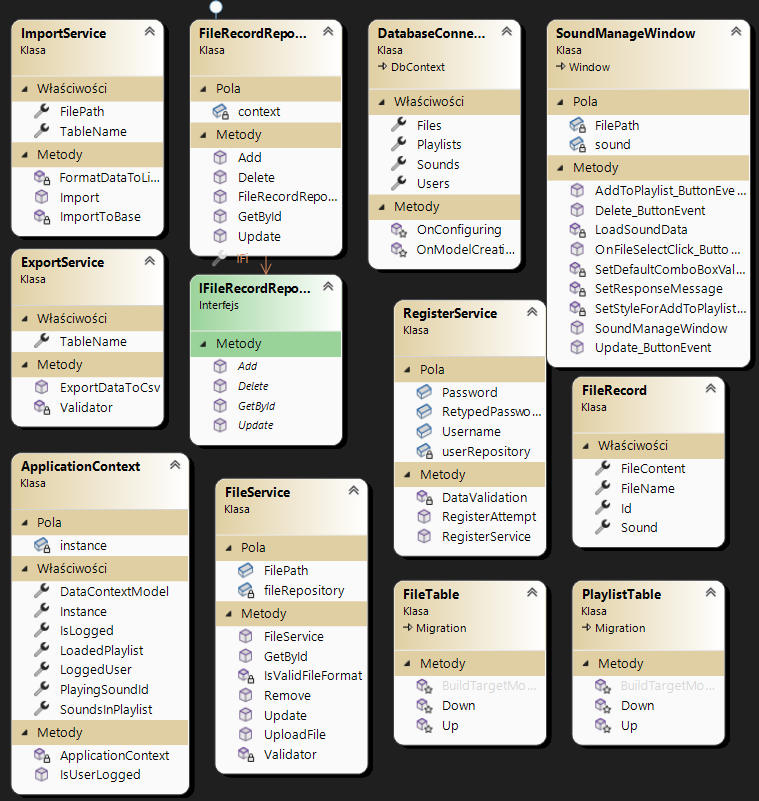 ImportService
Klasa
Właściwości
FilePath
TableName
Metody
FormatDataToLi...
Import
ImportToBase
FileRecordRepo...
Klasa
Pola
context
Metody
Add
Delete
FileRecordRepo...
GetById
Update
DatabaseConne...
Klasa
DbContext
Właściwości
Files
Playlists
Sounds
Users
Metody
OnConfiguring
OnModelCreati...
SoundManageWindow
Klasa
Window
Pola
FilePath
sound
Metody
AddToPlaylist_ButtonEve...
Delete_ButtonEvent
LoadSoundData
OnFileSelectClick_Butto...
SetDefaultComboBoxVal...
SetResponseMessage
SetStyleForAddToPlaylist...
SoundManageWindow
Update_ButtonEvent
ExportService
Klasa
Właściwości
TableName
Metody
ExportDataToCsv
Validator
IFi
IFileRecordRepo...
Interfejs
Metody
Add
Delete
GetById
Update
RegisterService
Klasa
Pola
Password
RetypedPasswo...
Username
userRepository
Metody
DataValidation
RegisterAttempt
RegisterService
FileRecord
Klasa
Właściwości
FileContent
FileName
Id
Sound
ApplicationContext
Klasa
Pola
instance
Właściwości
DataContextModel
Instance
IsLogged
LoadedPlaylist
LoggedUser
PlayingSoundId
SoundsInPlaylist
Metody
ApplicationContext
IsUserLogged
FileService
Klasa
Pola
FilePath
fileRepository
Metody
FileService
GetById
IsValidFileFormat
Remove
Update
UploadFile
Validator
FileTable
Klasa
Migration
Metody
BuildTargetMo...
Down
Up
PlaylistTable
Klasa
Migration
Metody
BuildTargetMo...
Down
Up